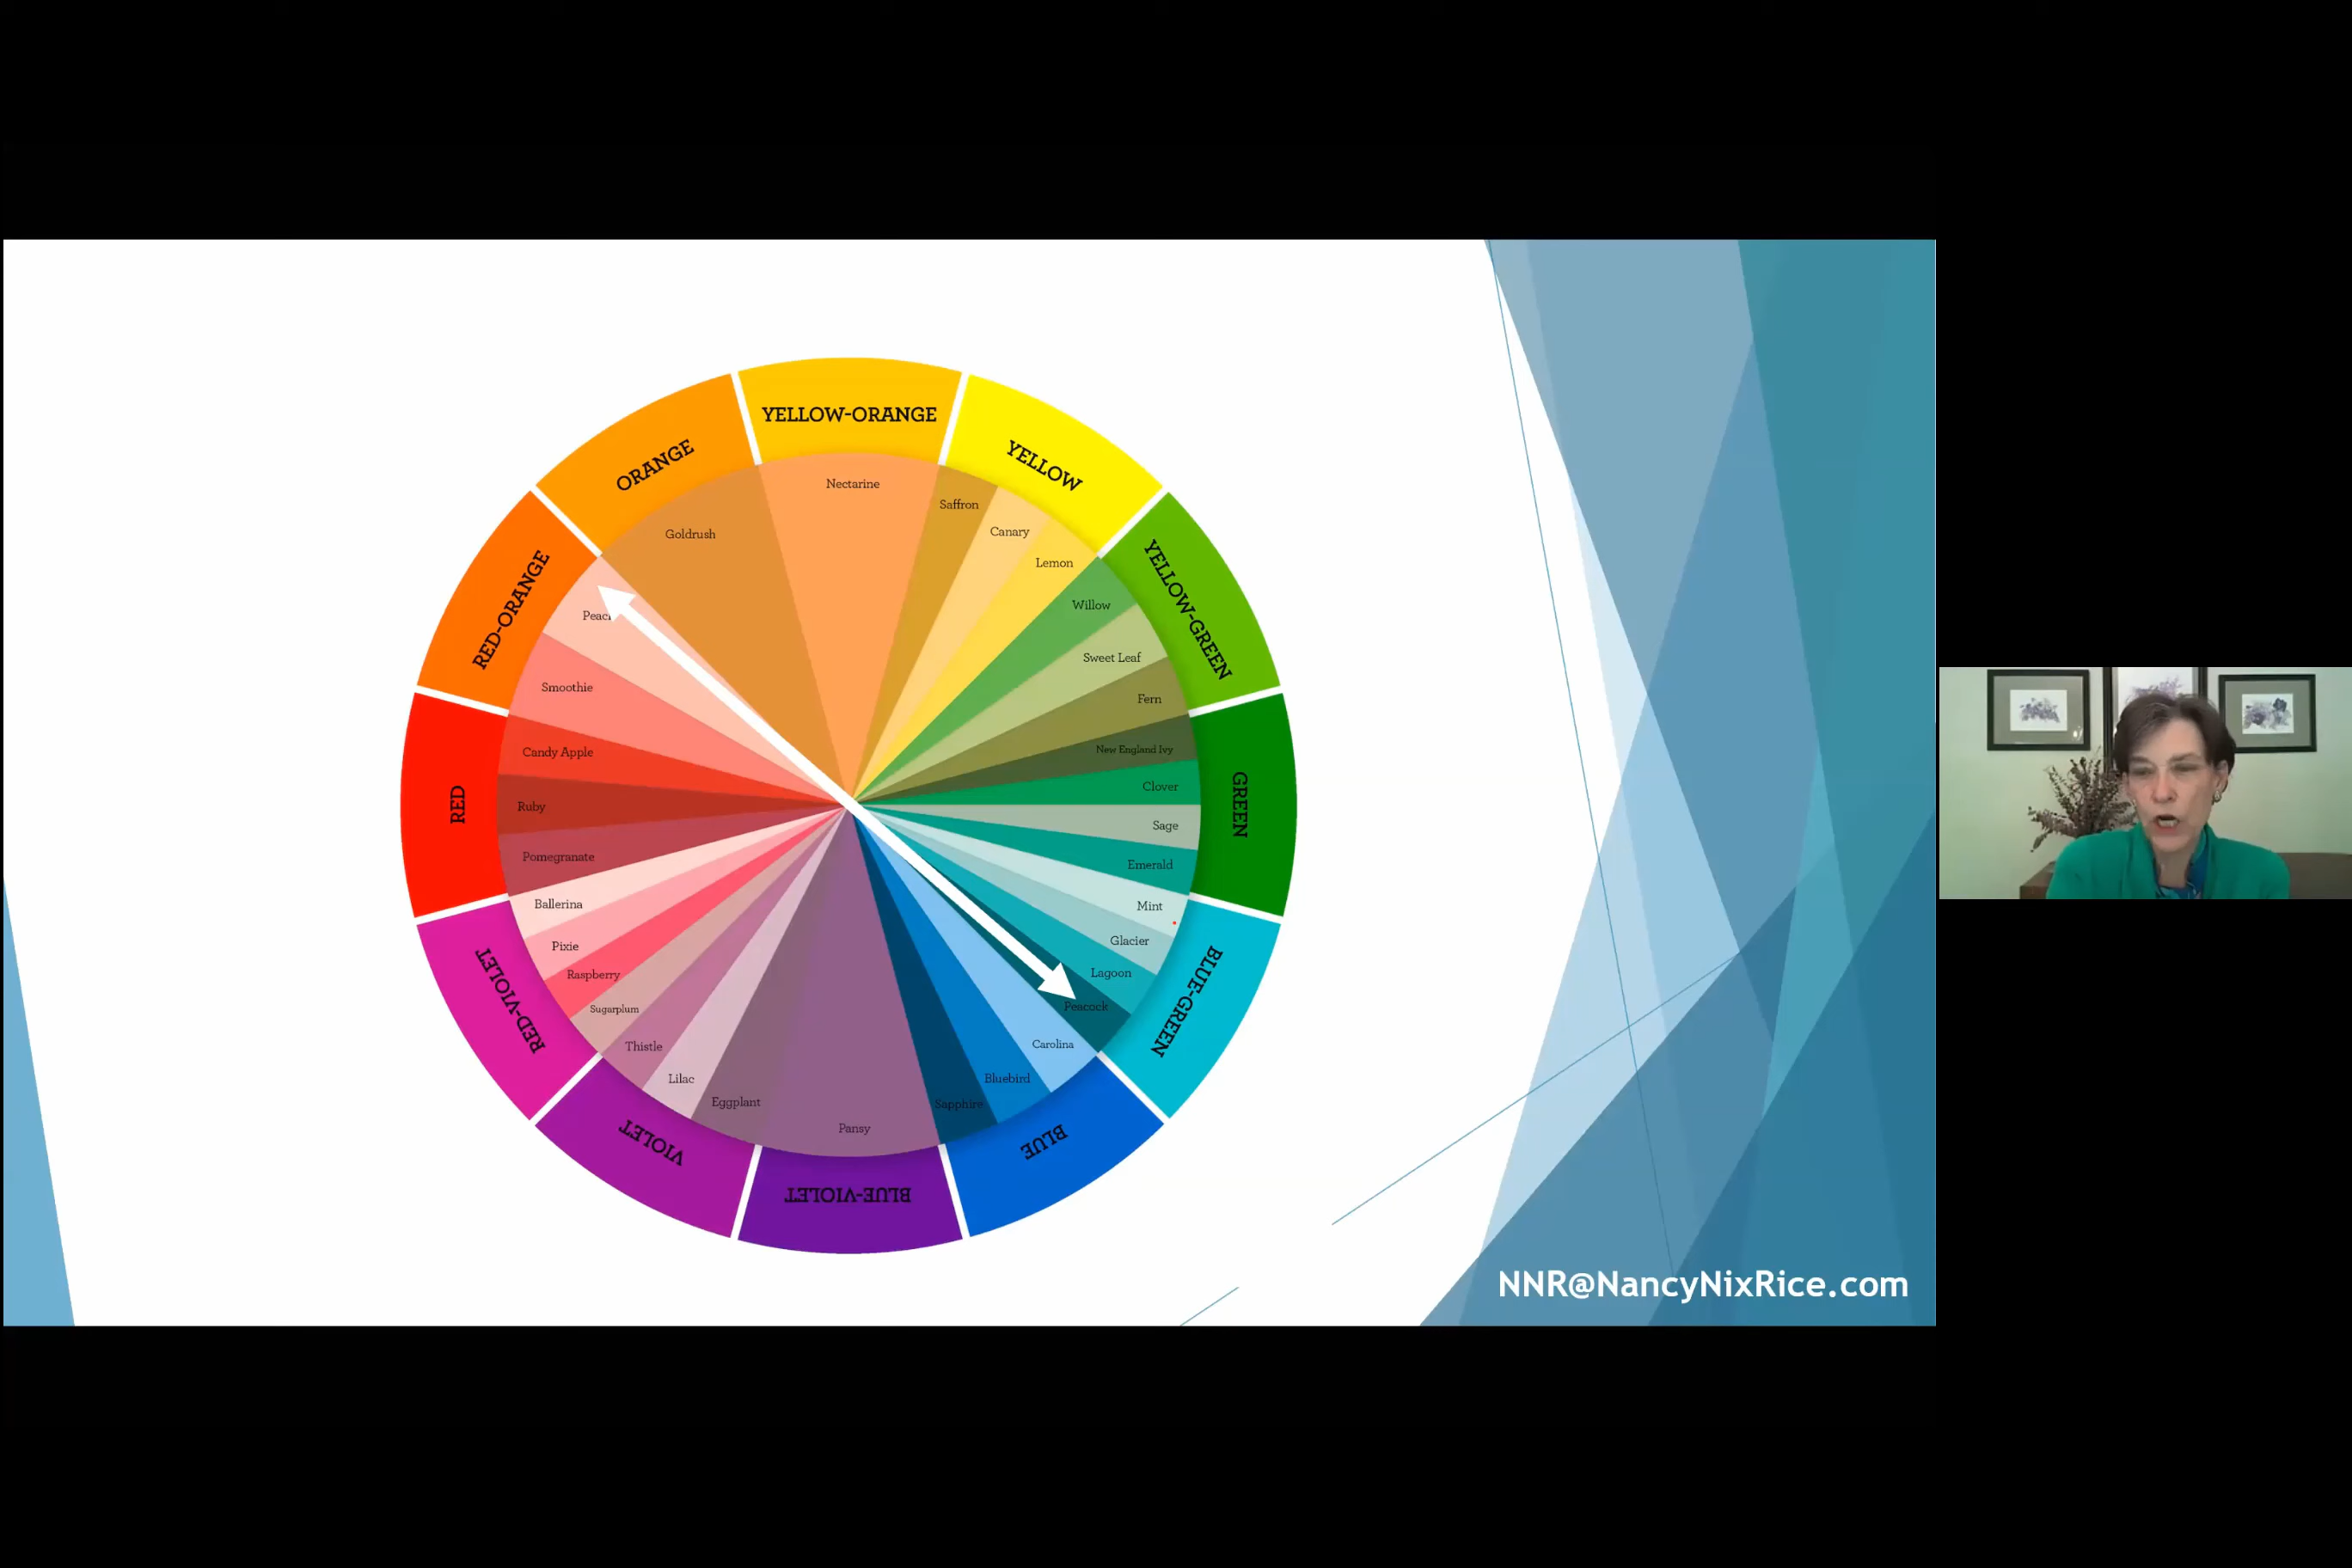 YELLOW-ORANGE
YELLOW
YELLOW-GREEN
GREEN
BLUE-GREEN
BLUE
BLUE-VIOLET
VIOLET
RED-VIOLET
RED
RED-ORANGE
ORANGE
Nectarine
Saffron
Canary
Lemon
Willow
Sweet Leaf
Fern
New England Ivy
Clover
Sage
Emerald
Mint
Glacier
Lagoon
Peacock
Carolina
Bluebird
Sapphire
Pansy
Eggplant
Lilac
Thistle
Sugarplum
Raspberry
Pixie
Ballerina
Pomegranate
Ruby
Candy Apple
Smoothie
Peach
Goldrush
NNR@NancyNixRice.com